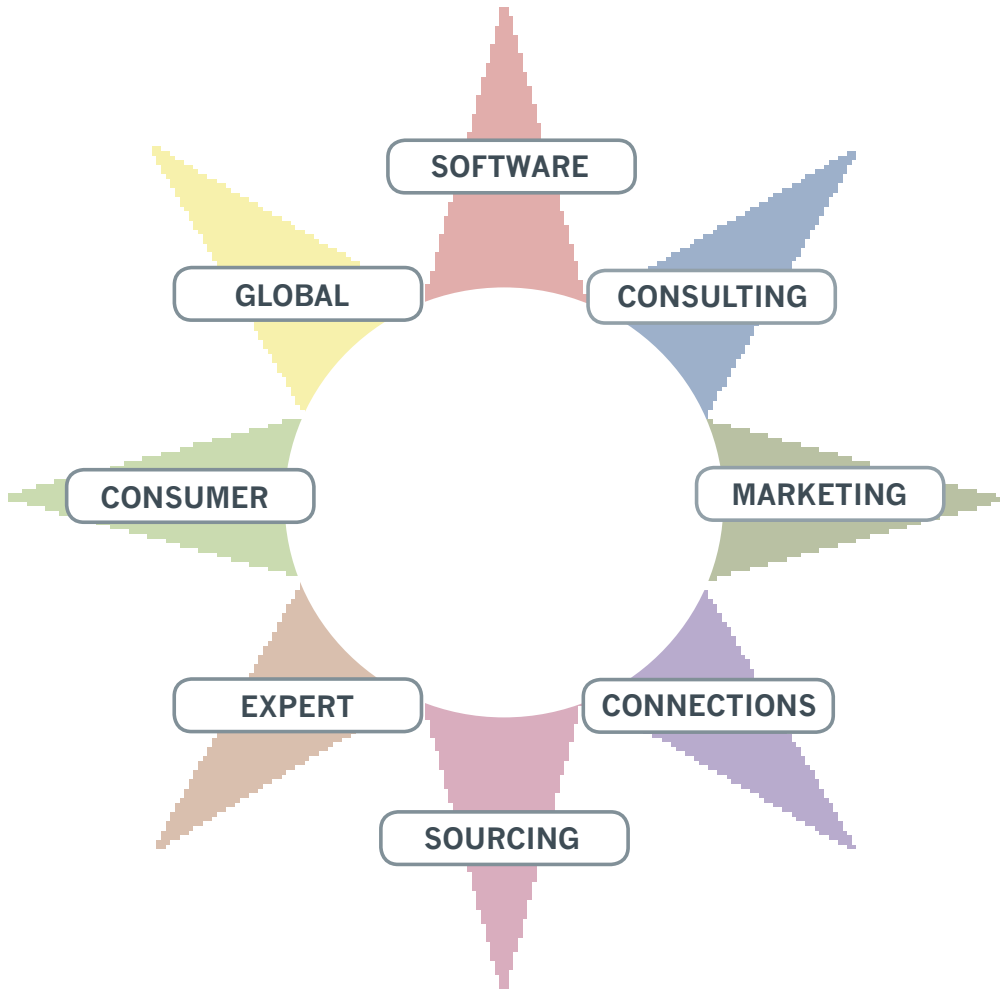 SOFTWARE
GLOBAL
CONSULTING
CONSUMER
MARKETING
EXPERT
CONNECTIONS
SOURCING